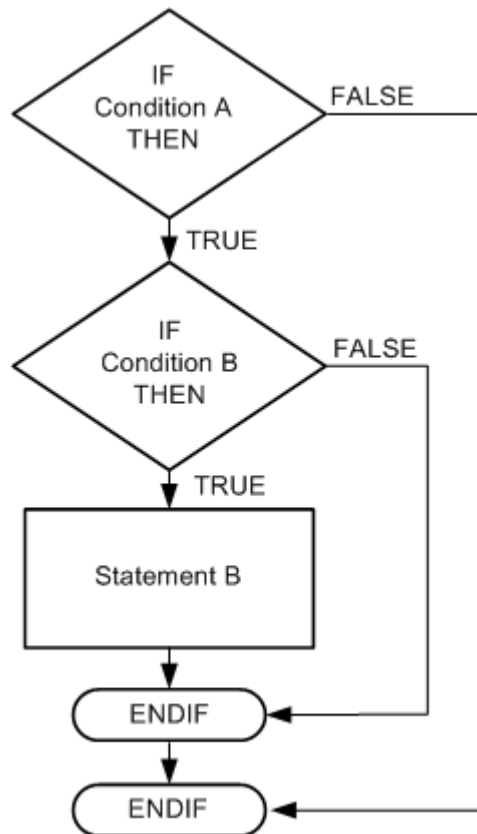 IF
Condition A
THEN
FALSE
TRUE
IF
Condition B
THEN
FALSE
TRUE
Statement B
ENDIF
ENDIF